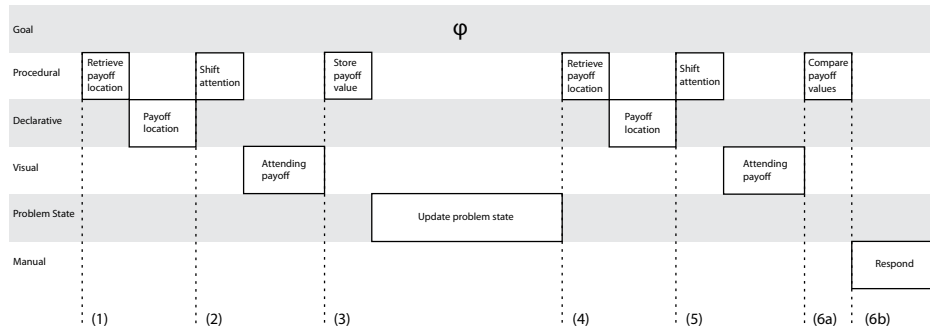 Goal
φ
Procedural
Retrieve
payoff
location
Shift
attention
Store
payoff
value
Retrieve
payoff
location
Shift
attention
Compare
payoff
values
Declarative
Payoff
location
Payoff
location
Visual
Attending
payoff
Attending
payoff
Problem State
Update problem state
Manual
Respond
(1)
(2)
(3)
(4)
(5)
(6a)
(6b)